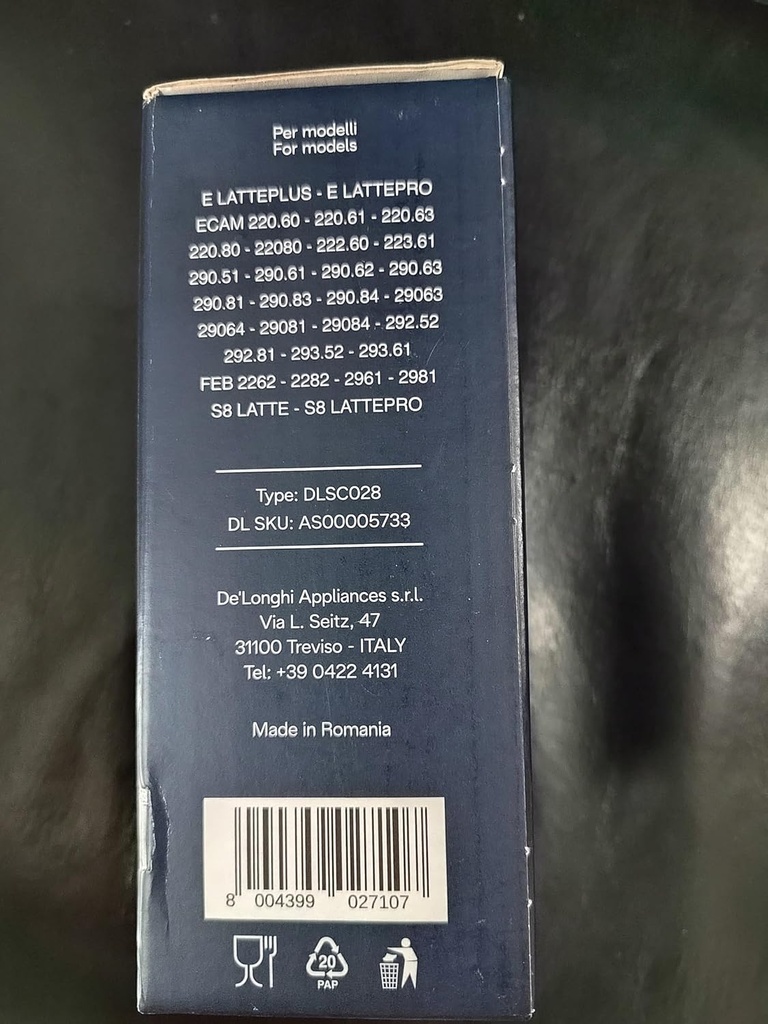 Per modelli
For models
E LATTEPLUS - E LATTEPRO
ECAM 220.60 - 220.61 - 220.63
220.80 - 22080 - 222.60 - 223.61
290.51 - 290.61 - 290.62 - 290.63
290.81 - 290.83 - 290.84 - 29063
29064 - 29081 - 29084 - 292.52
292.81 - 293.52 - 293.61
FEB 2262 - 2282 - 2961 - 2981
S8 LATTE - S8 LATTEPRO
Type: DLSC028
DL SKU: AS00005733
De'Longhi Appliances s.r.l.
Via L. Seitz, 47
31100 Treviso - ITALY
Tel: +39 0422 4131
Made in Romania
8 004399 027107
20
PAP